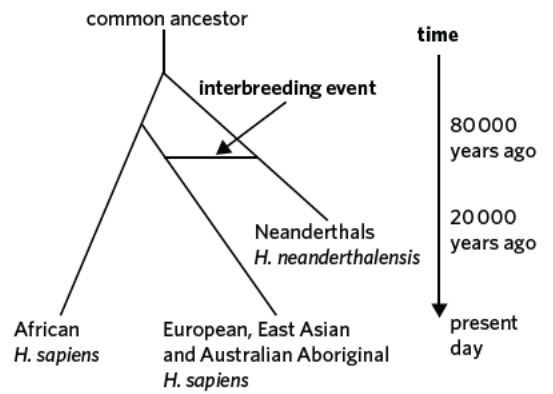 common ancestor
time
interbreeding event
80 000
years ago
20 000
years ago
Neanderthals
H. neanderthalensis
African
H. sapiens
European, East Asian
and Australian Aboriginal
H. sapiens
present
day